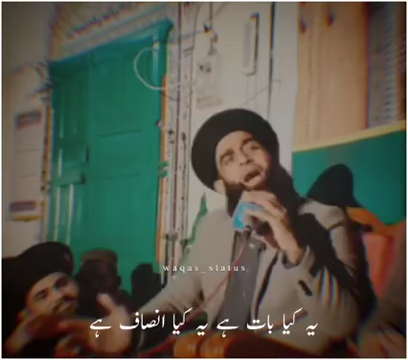 waqas_status
یہ کیا بات ہے یہ کیا انصاف ہے